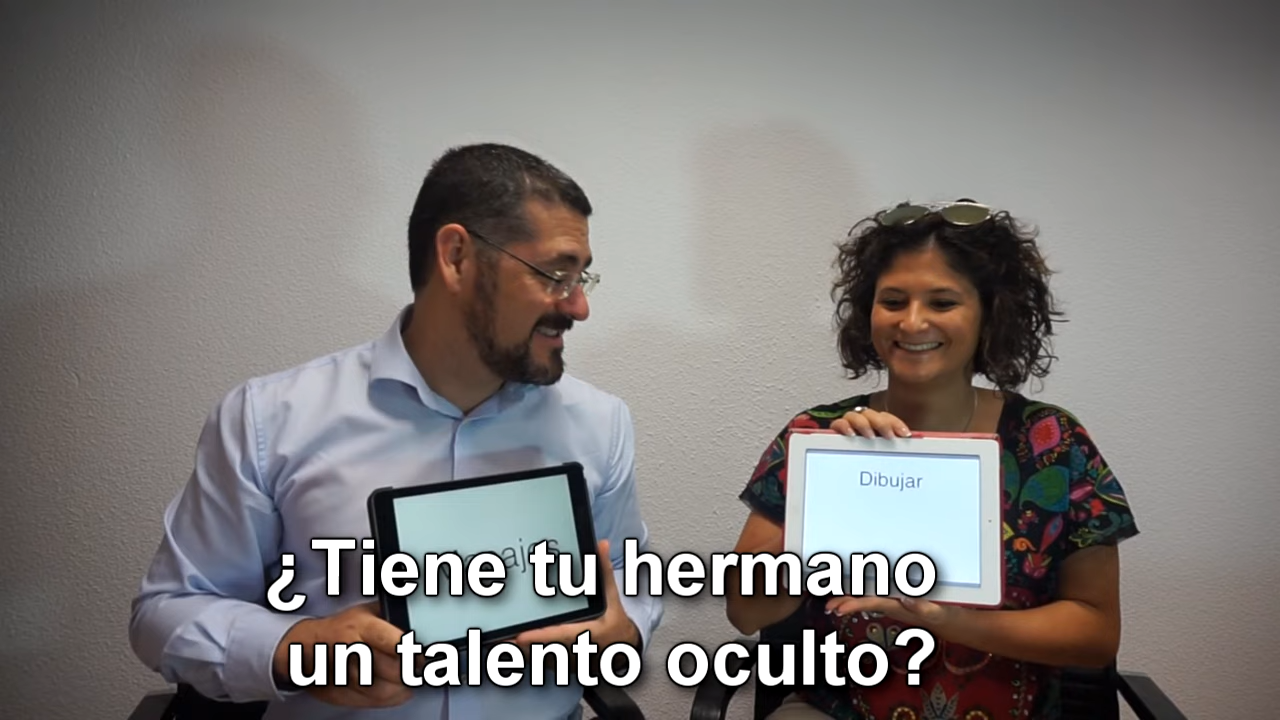 Dibujar
¿Tiene tu hermano
un talento oculto?